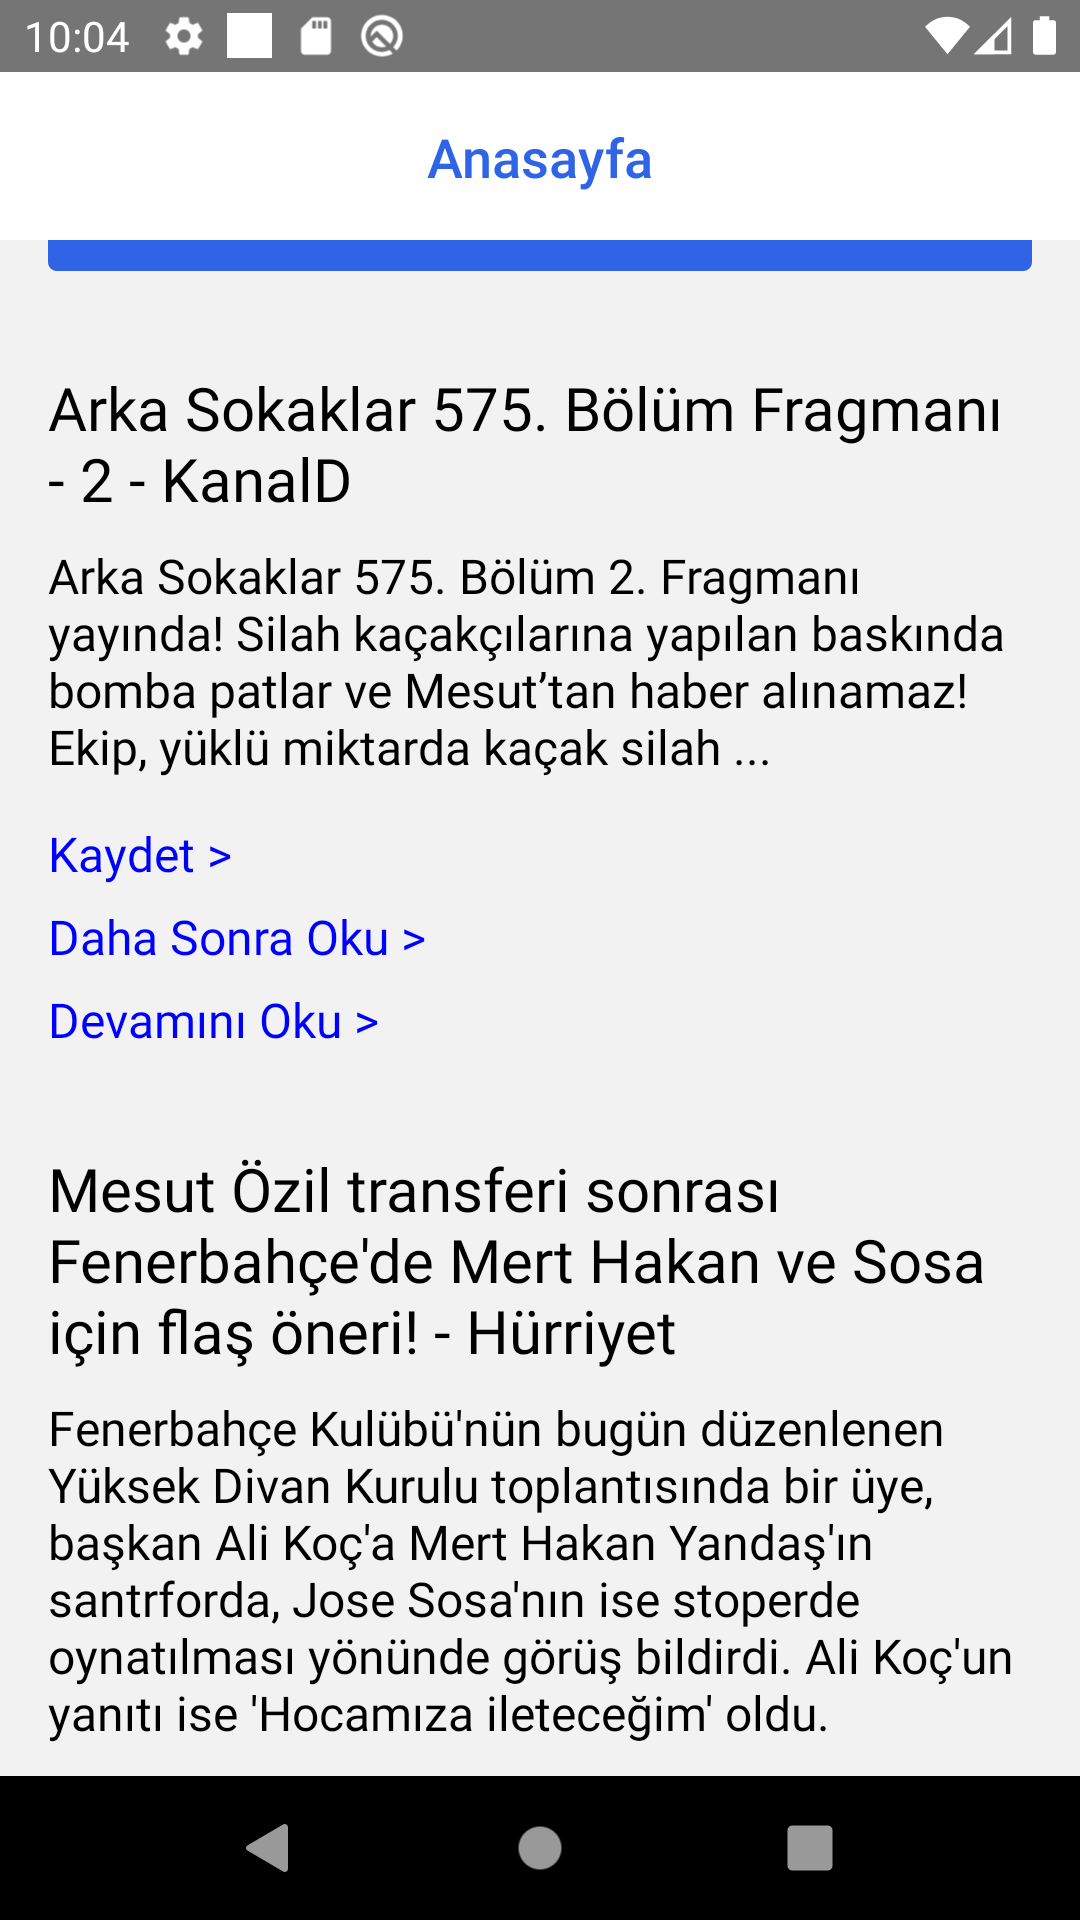 10:04
Anasayfa
Arka Sokaklar 575. Bölüm Fragmanı
- 2 - KanalD
Arka Sokaklar 575. Bölüm 2. Fragmanı
yayında! Silah kaçakçılarına yapılan baskında
bomba patlar ve Mesut’tan haber alınamaz!
Ekip, yüklü miktarda kaçak silah ...
Kaydet >
Daha Sonra Oku >
Devamını Oku >
Mesut Özil transferi sonrası
Fenerbahçe'de Mert Hakan ve Sosa
için flaş öneri! - Hürriyet
Fenerbahçe Kulübü'nün bugün düzenlenen
Yüksek Divan Kurulu toplantısında bir üye,
başkan Ali Koç'a Mert Hakan Yandaş'ın
santrforda, Jose Sosa'nın ise stoperde
oynatılması yönünde görüş bildirdi. Ali Koç'un
yanıtı ise 'Hocamıza ileteceğim' oldu.